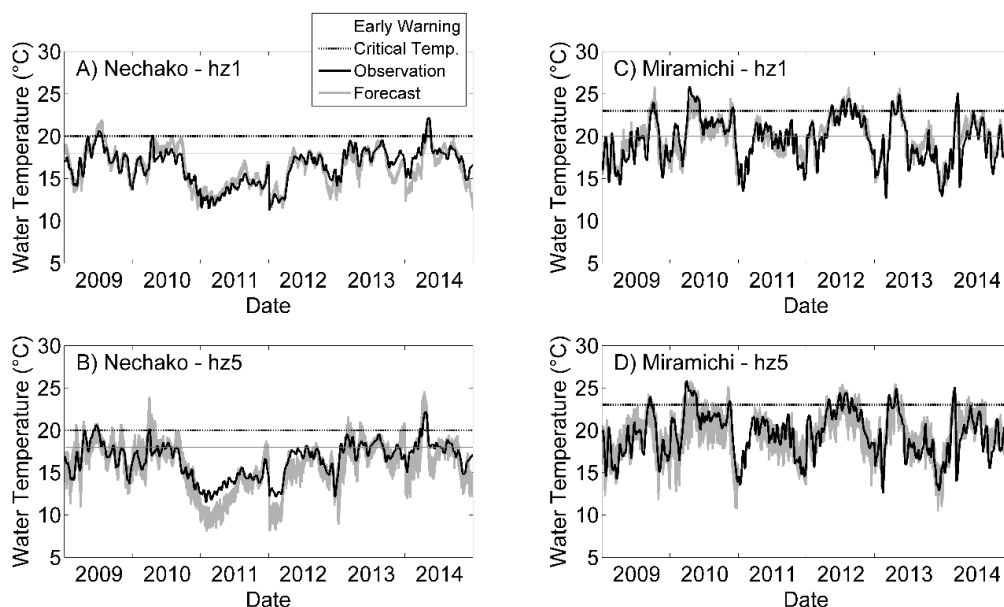 Early Warning
Critical Temp.
Observation
Forecast
A) Nechako - hz1
Water Temperature (°C)
30
25
20
15
10
5
2009 2010 2011 2012 2013 2014
Date
C) Miramichi - hz1
Water Temperature (°C)
30
25
20
15
10
5
2009 2010 2011 2012 2013 2014
Date
B) Nechako - hz5
Water Temperature (°C)
30
25
20
15
10
5
2009 2010 2011 2012 2013 2014
Date
D) Miramichi - hz5
Water Temperature (°C)
30
25
20
15
10
5
2009 2010 2011 2012 2013 2014
Date